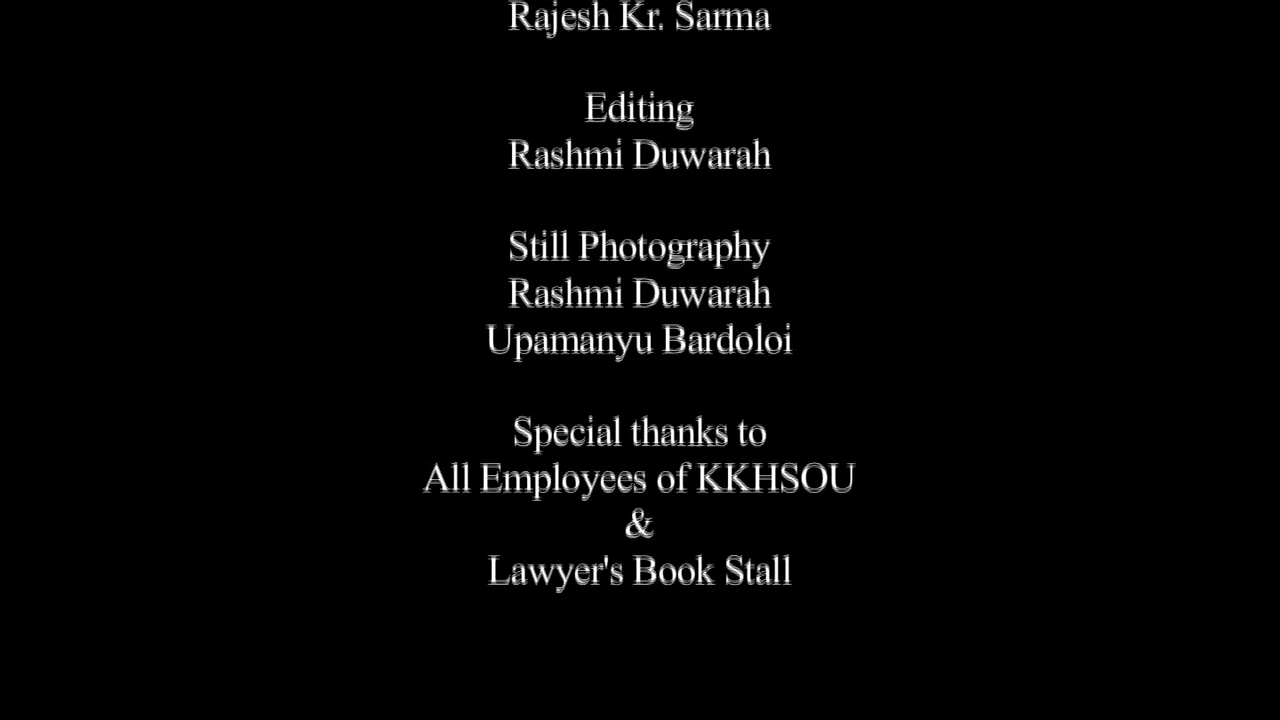 Rajesh Kr. Sarma
Editing
Rashmi Duwarah
Still Photography
Rashmi Duwarah
Upamanyu Bardoloi
Special thanks to
All Employees of KKHSOU
&
Lawyer's Book Stall